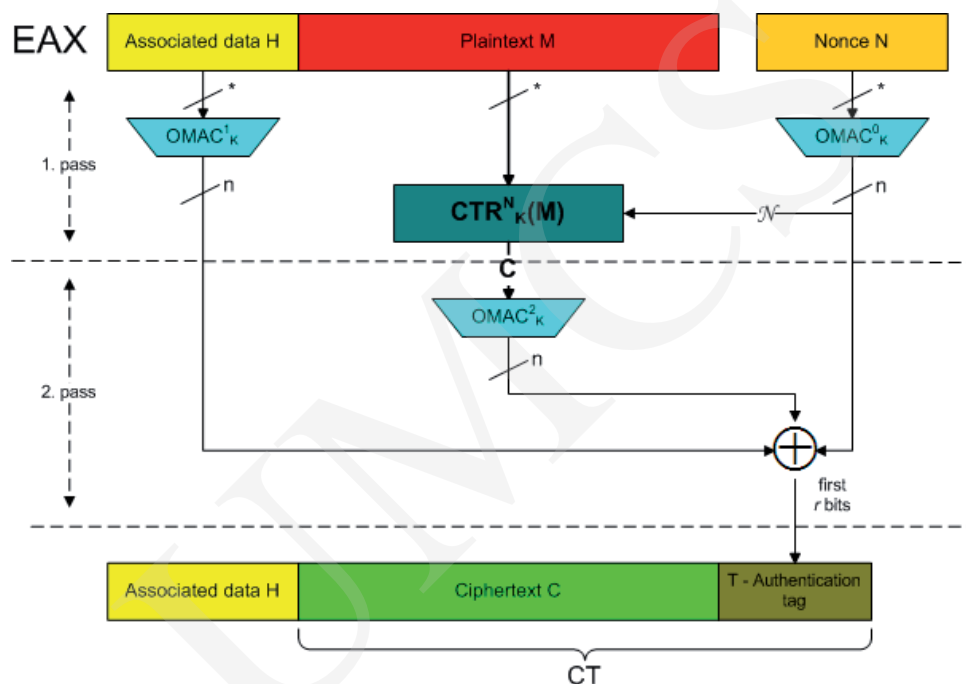 EAX
Associated data H
Plaintext M
Nonce N
*
*
*
OMAC¹K
OMAC⁰K
1. pass
n
n
CTRᴺK(M)
𝒩
C
OMAC²K
n
2. pass
first
r bits
Associated data H
Ciphertext C
T - Authentication
tag
CT
UMCS